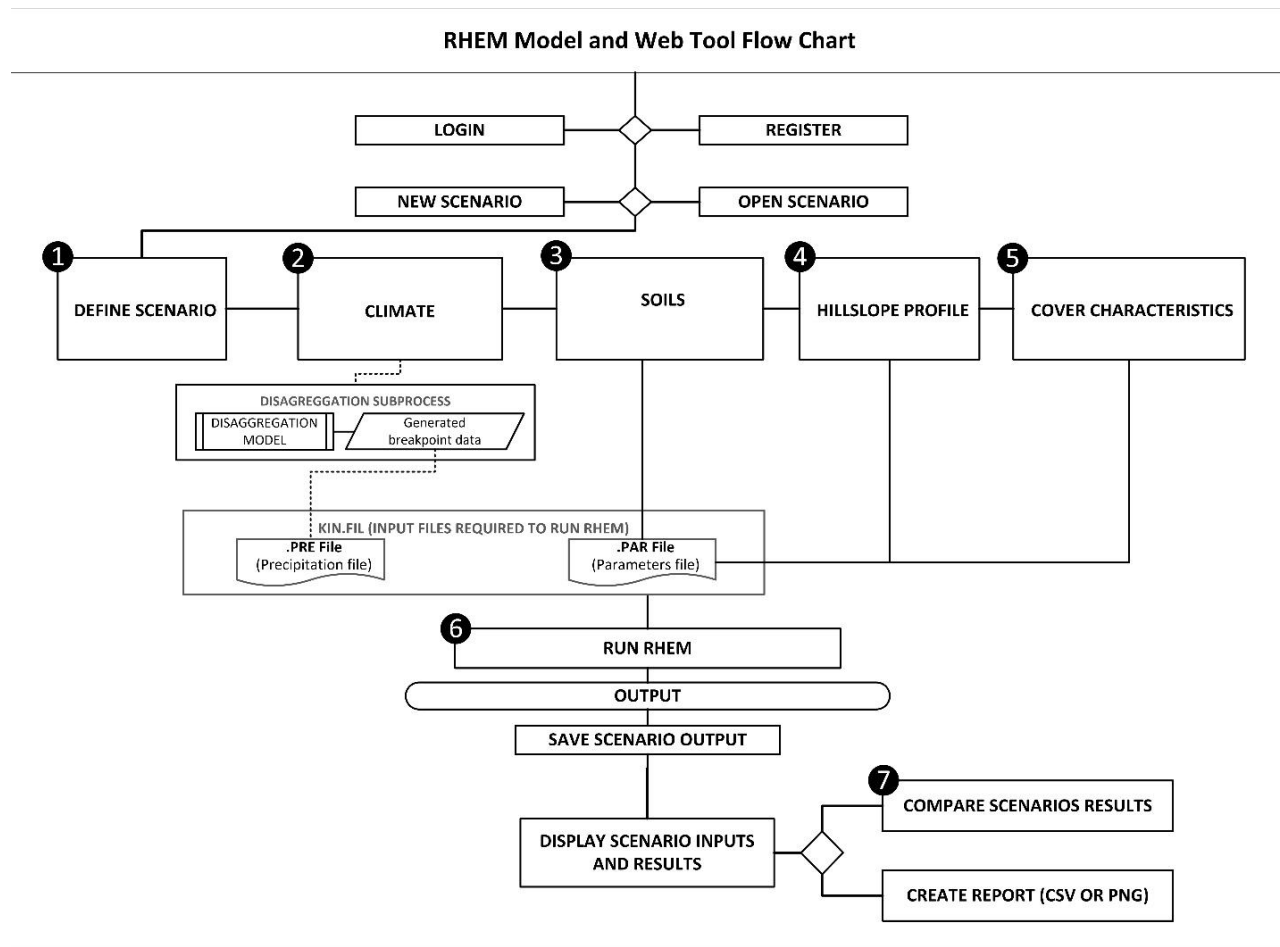 RHEM Model and Web Tool Flow Chart
LOGIN
REGISTER
NEW SCENARIO
OPEN SCENARIO
1
DEFINE SCENARIO
2
CLIMATE
3
SOILS
4
HILLSLOPE PROFILE
5
COVER CHARACTERISTICS
DISAGREGGATION SUBPROCESS
DISAGGREGATION
MODEL
Generated
breakpoint data
KIN.FIL (INPUT FILES REQUIRED TO RUN RHEM)
.PRE File
(Precipitation file)
.PAR File
(Parameters file)
6
RUN RHEM
OUTPUT
SAVE SCENARIO OUTPUT
DISPLAY SCENARIO INPUTS
AND RESULTS
7
COMPARE SCENARIOS RESULTS
CREATE REPORT (CSV OR PNG)